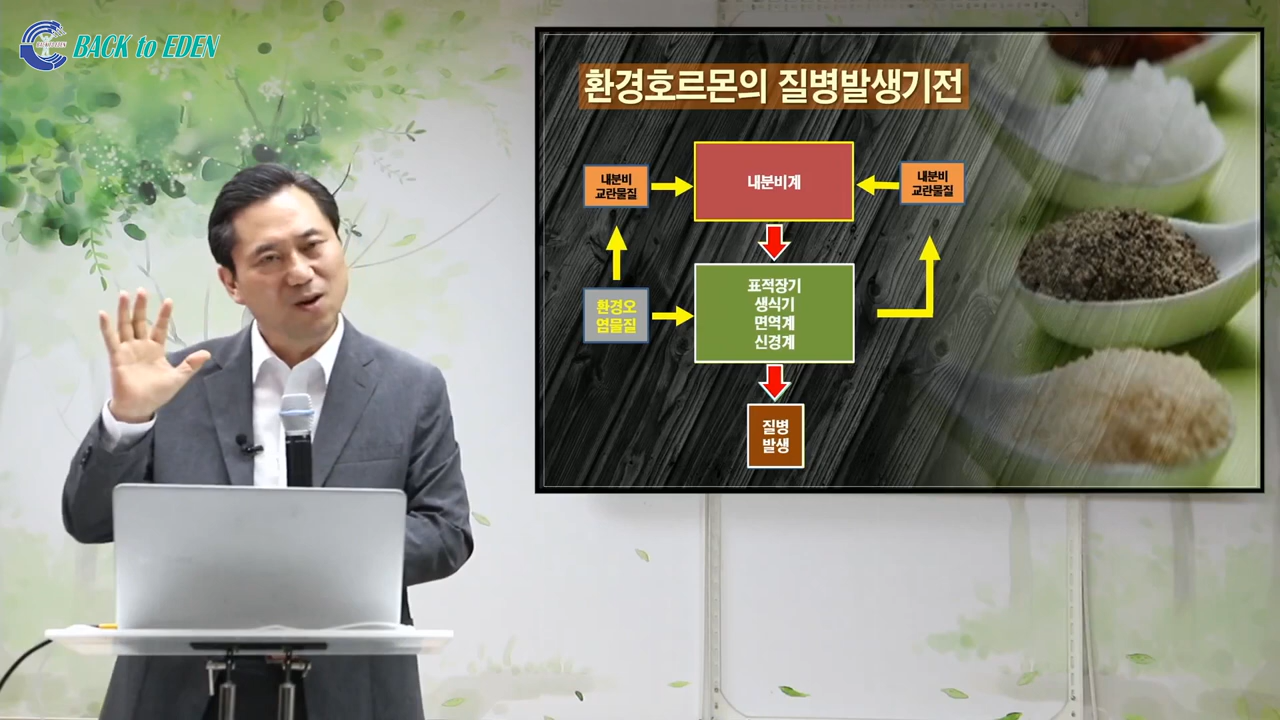 BACK to EDEN
환경호르몬의 질병발생기전
내분비
교란물질
내분비계
내분비
교란물질
환경오
염물질
표적장기
생식기
면역계
신경계
질병
발생